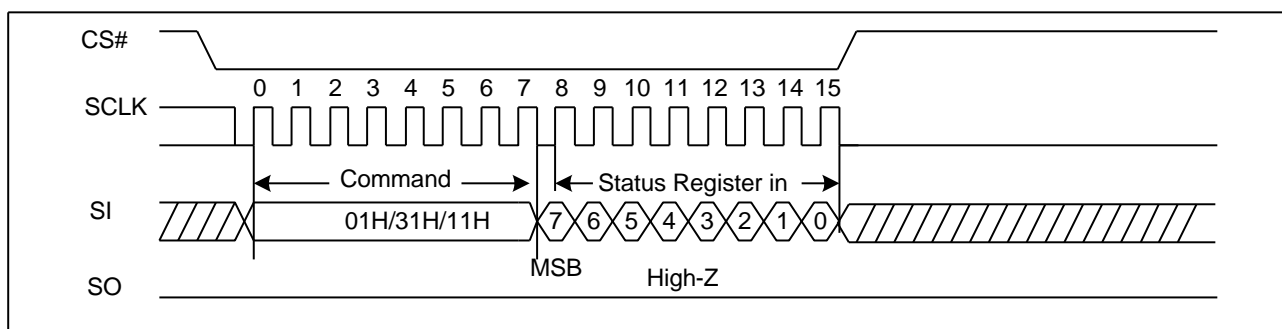 CS#
0 1 2 3 4 5 6 7 8 9 10 11 12 13 14 15
SCLK
Command Status Register in
SI 01H/31H/11H 7 6 5 4 3 2 1 0
MSB High-Z
SO